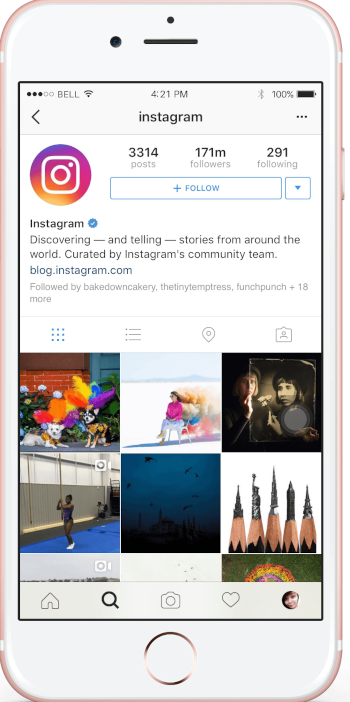 BELL
4:21 PM
100%
instagram
3314
posts
171m
followers
291
following
+ FOLLOW
Instagram
Discovering — and telling — stories from around the
world. Curated by Instagram's community team.
blog.instagram.com
Followed by bakedowncakery, thetinytemptress, funchpunch + 18
more